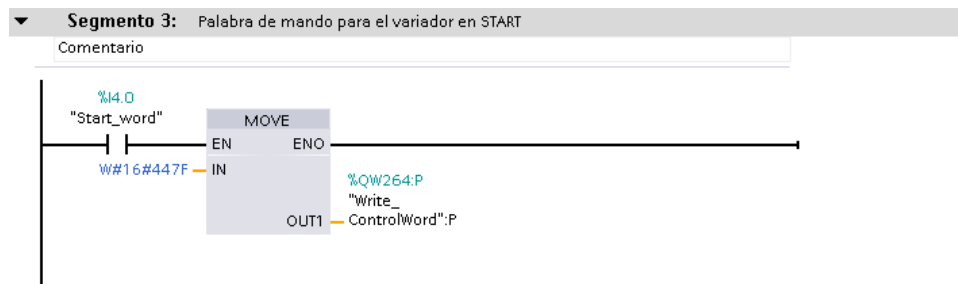 Segmento 3: Palabra de mando para el variador en START
Comentario
%I4.0
"Start_word"
MOVE
EN ENO
W#16#447F IN
%QW264:P
"Write_
OUT1 ControlWord":P